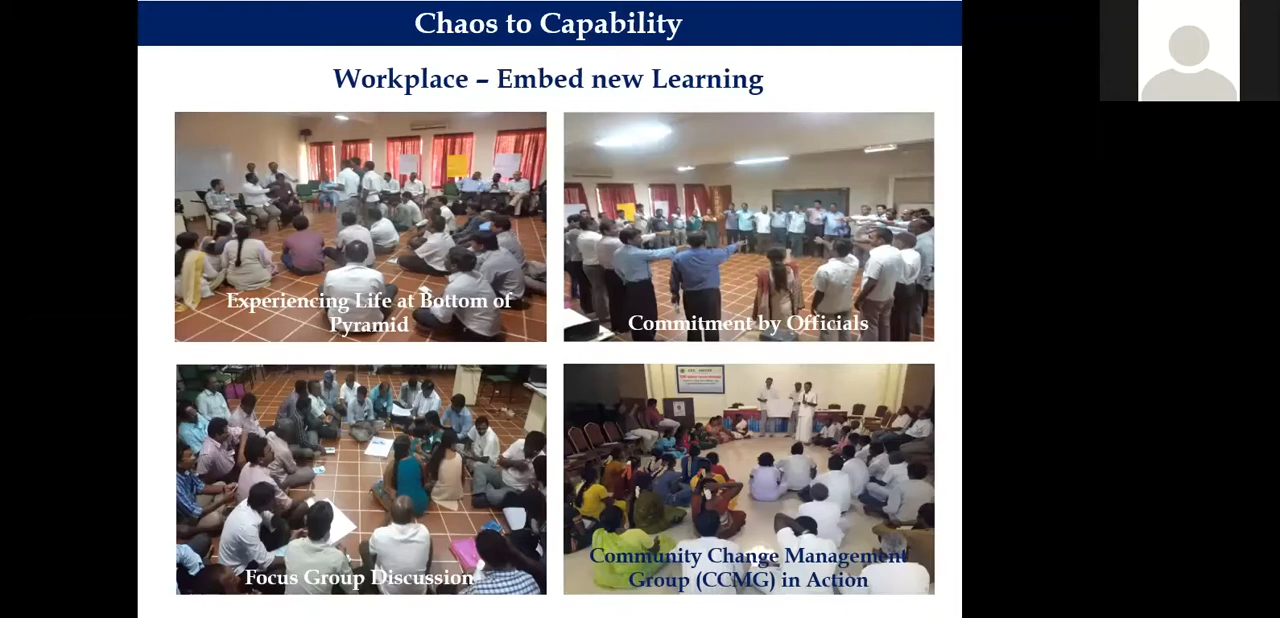 Chaos to Capability
Workplace – Embed new Learning
Experiencing Life at Bottom of
Pyramid
Commitment by Officials
Focus Group Discussion
Community Change Management
Group (CCMG) in Action